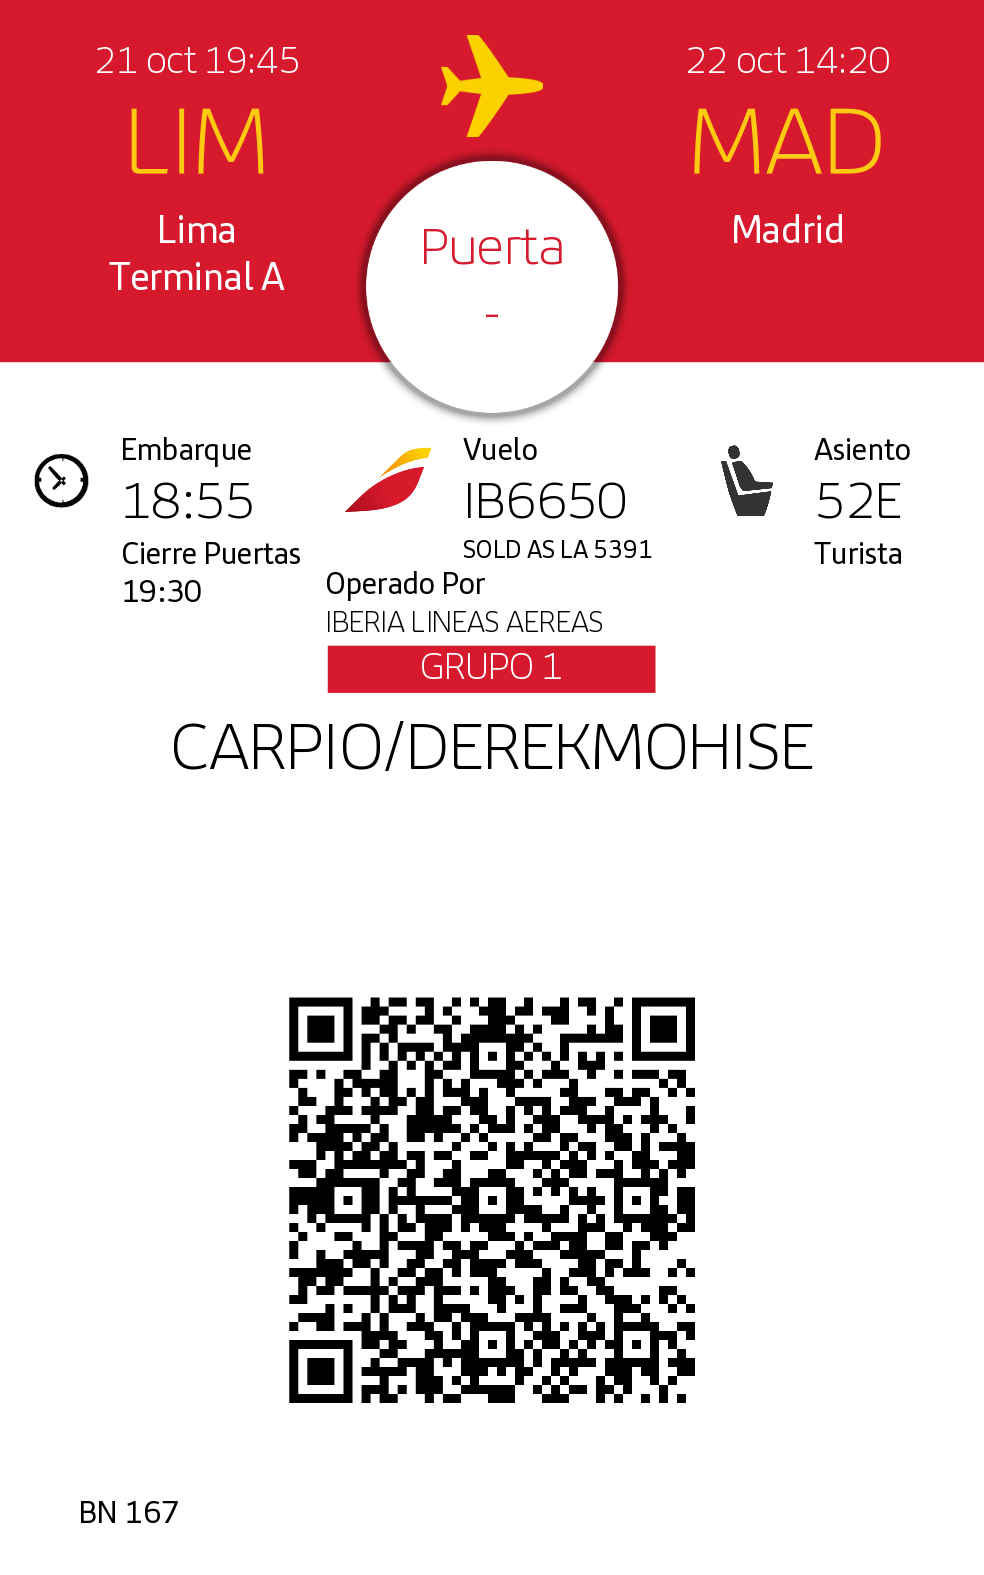 21 oct 19:45
22 oct 14:20
LIM
MAD
Lima
Terminal A
Madrid
Puerta
-
Embarque
18:55
Cierre Puertas
19:30
Vuelo
IB6650
SOLD AS LA 5391
Asiento
52E
Turista
Operado Por
IBERIA LINEAS AEREAS
GRUPO 1
CARPIO/DEREKMOHISE
BN 167